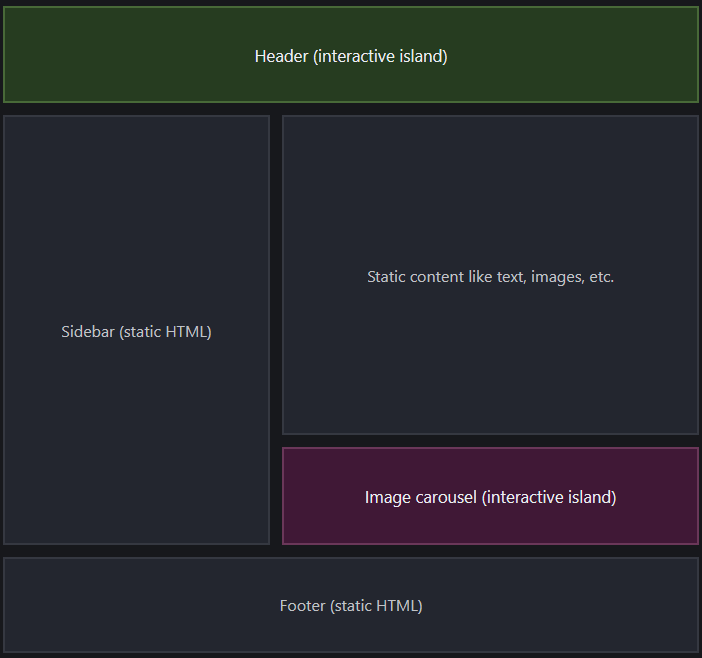 Header (interactive island)
Sidebar (static HTML)
Static content like text, images, etc.
Image carousel (interactive island)
Footer (static HTML)